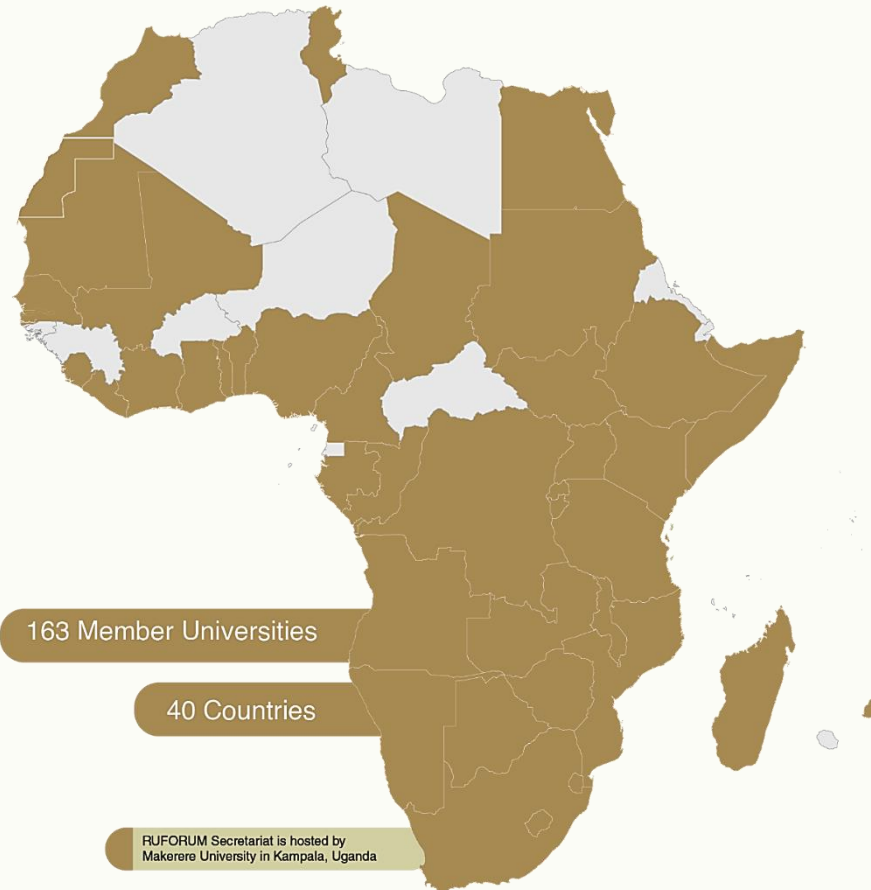 163 Member Universities
40 Countries
RUFORUM Secretariat is hosted by
Makerere University in Kampala, Uganda